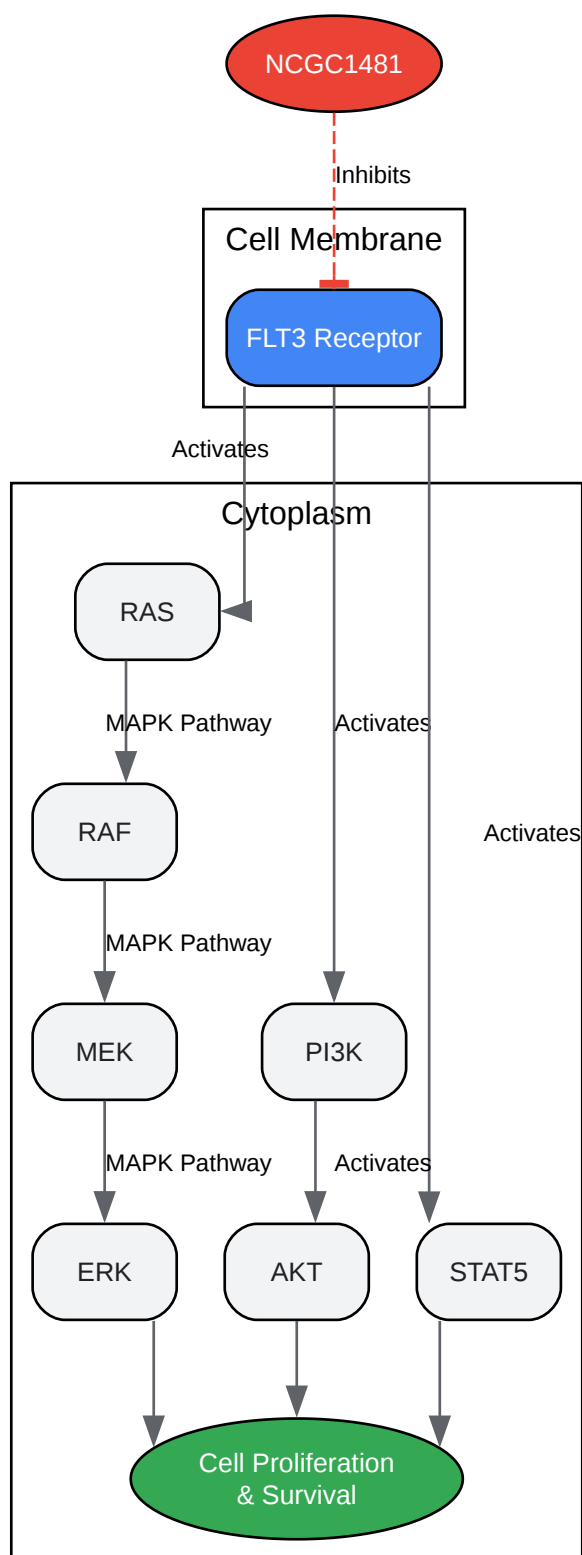 NCGC1481
Inhibits
Cell Membrane
FLT3 Receptor
Activates
Cytoplasm
RAS
MAPK Pathway
Activates
RAF
Activates
MAPK Pathway
MEK
PI3K
MAPK Pathway
Activates
ERK
AKT
STAT5
Cell Proliferation
& Survival